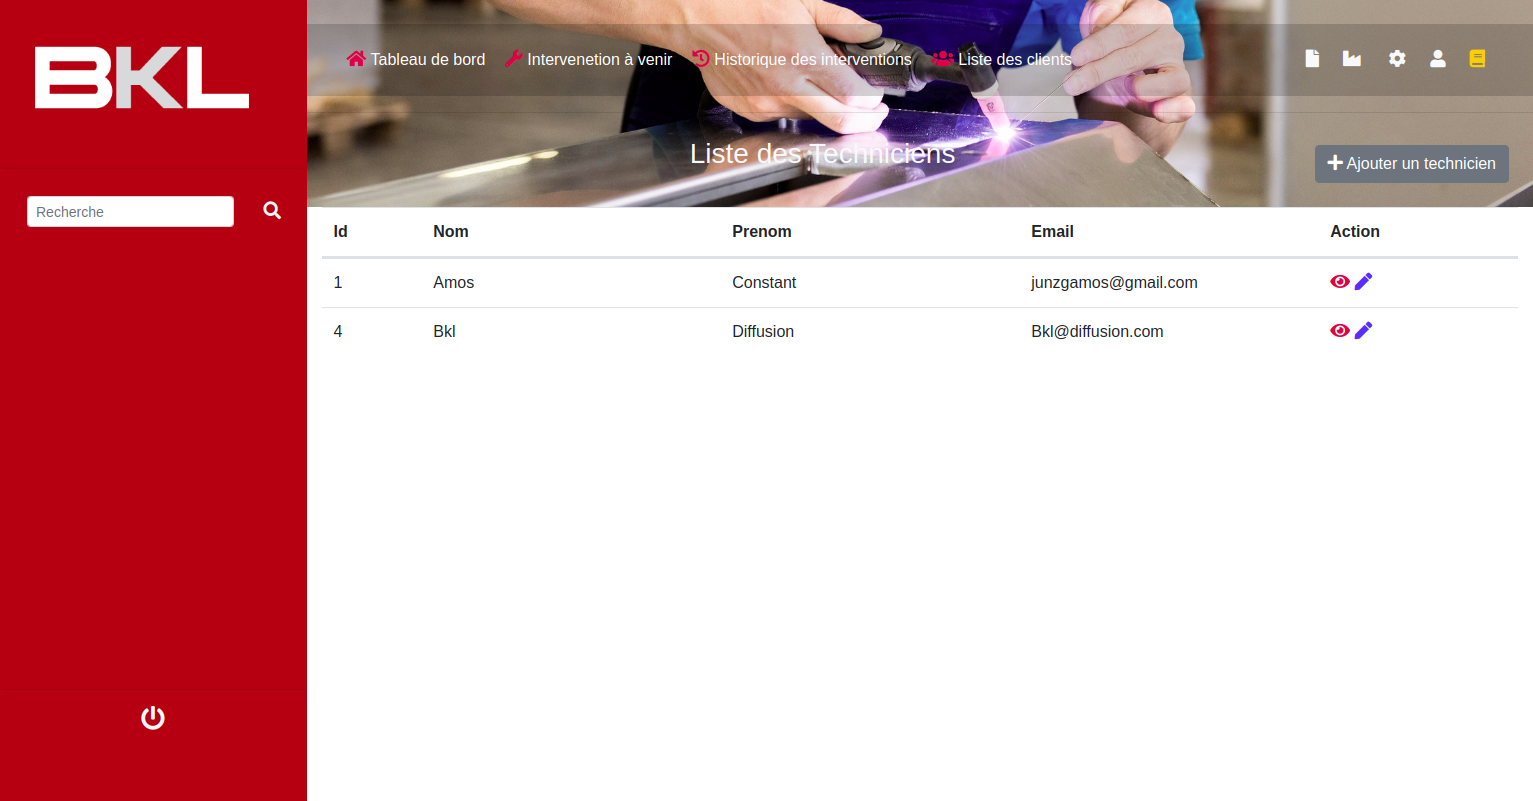 BKL
Tableau de bord Intervenetion à venir Historique des interventions Liste des clients
Liste des Techniciens
Ajouter un technicien
Recherche
Id Nom Prenom Email Action
1 Amos Constant junzgamos@gmail.com
4 Bkl Diffusion Bkl@diffusion.com